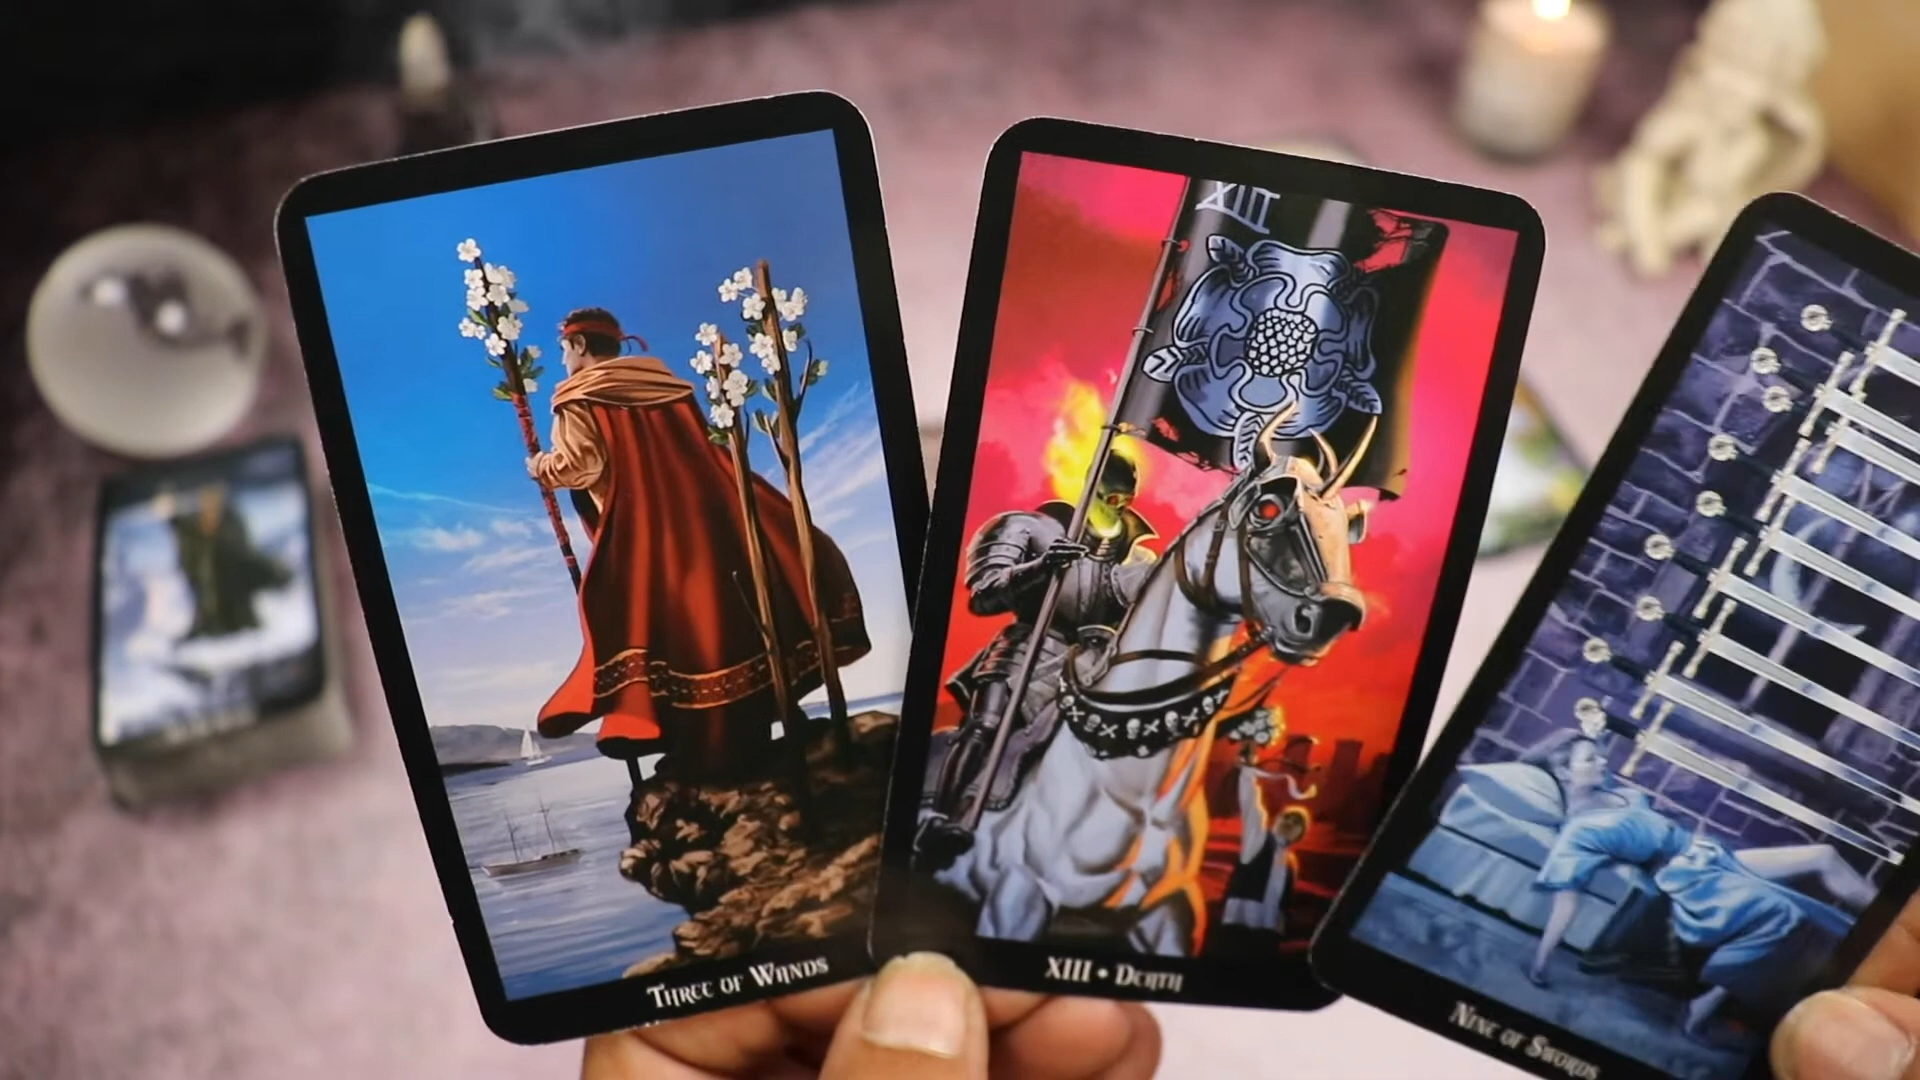 THREE OF WANDS
XIII
XIII • DEATH
NINE OF SWORDS